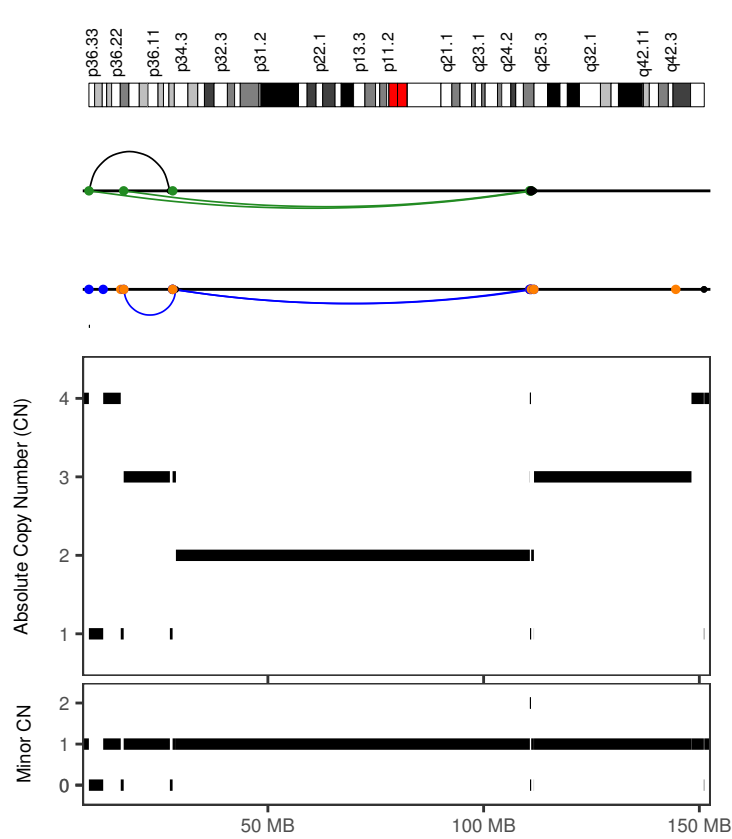 p36.33
p36.22
p36.11
p34.3
p32.3
p31.2
p22.1
p13.3
p11.2
q21.1
q23.1
q24.2
q25.3
q32.1
q42.11
q42.3
Absolute Copy Number (CN)
4
3
2
1
Minor CN
2
1
0
50 MB
100 MB
150 MB